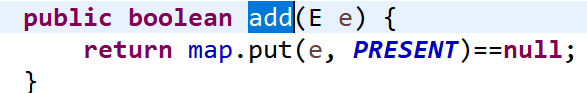 public boolean add(E e) {
return map.put(e, PRESENT)==null;
}